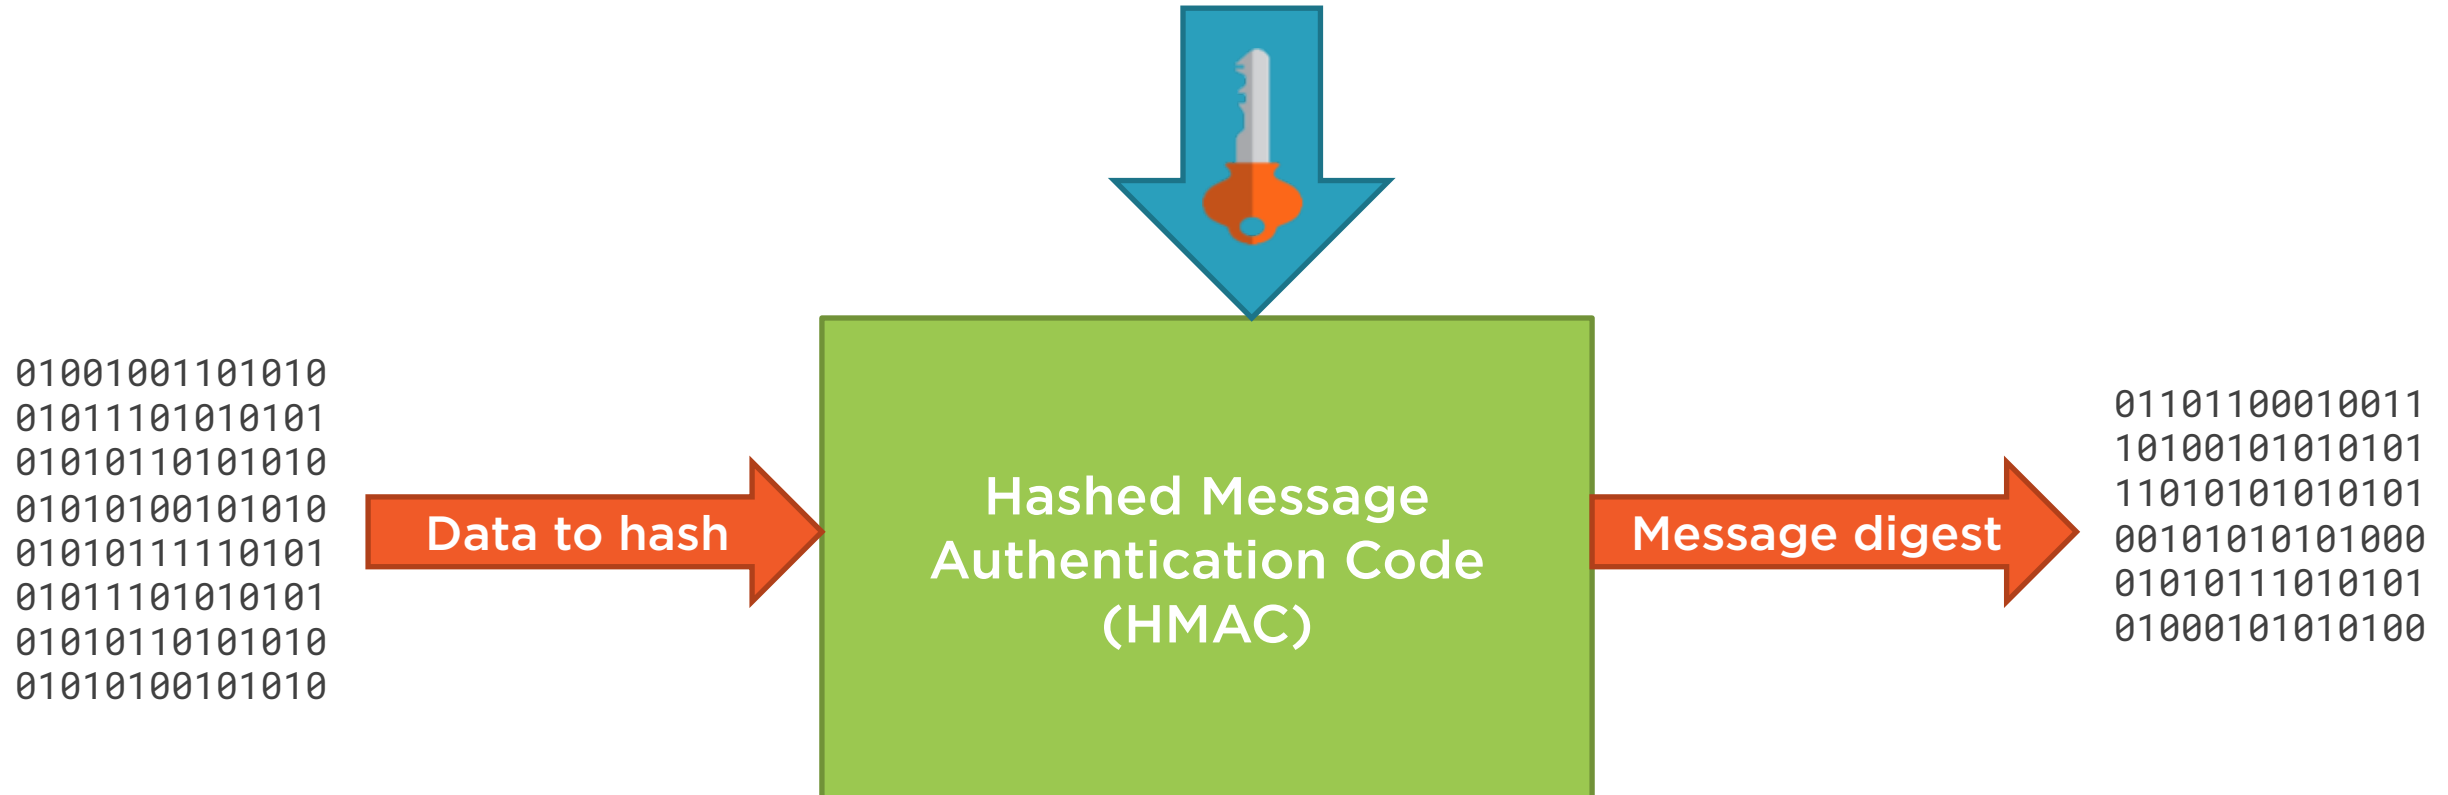 01001001101010
01011101010101
01010110101010
01010100101010
01010111110101
01011101010101
01010110101010
01010100101010
Data to hash
Hashed Message
Authentication Code
(HMAC)
Message digest
01101100010011
10100101010101
11010101010101
00101010101000
01010111010101
01000101010100